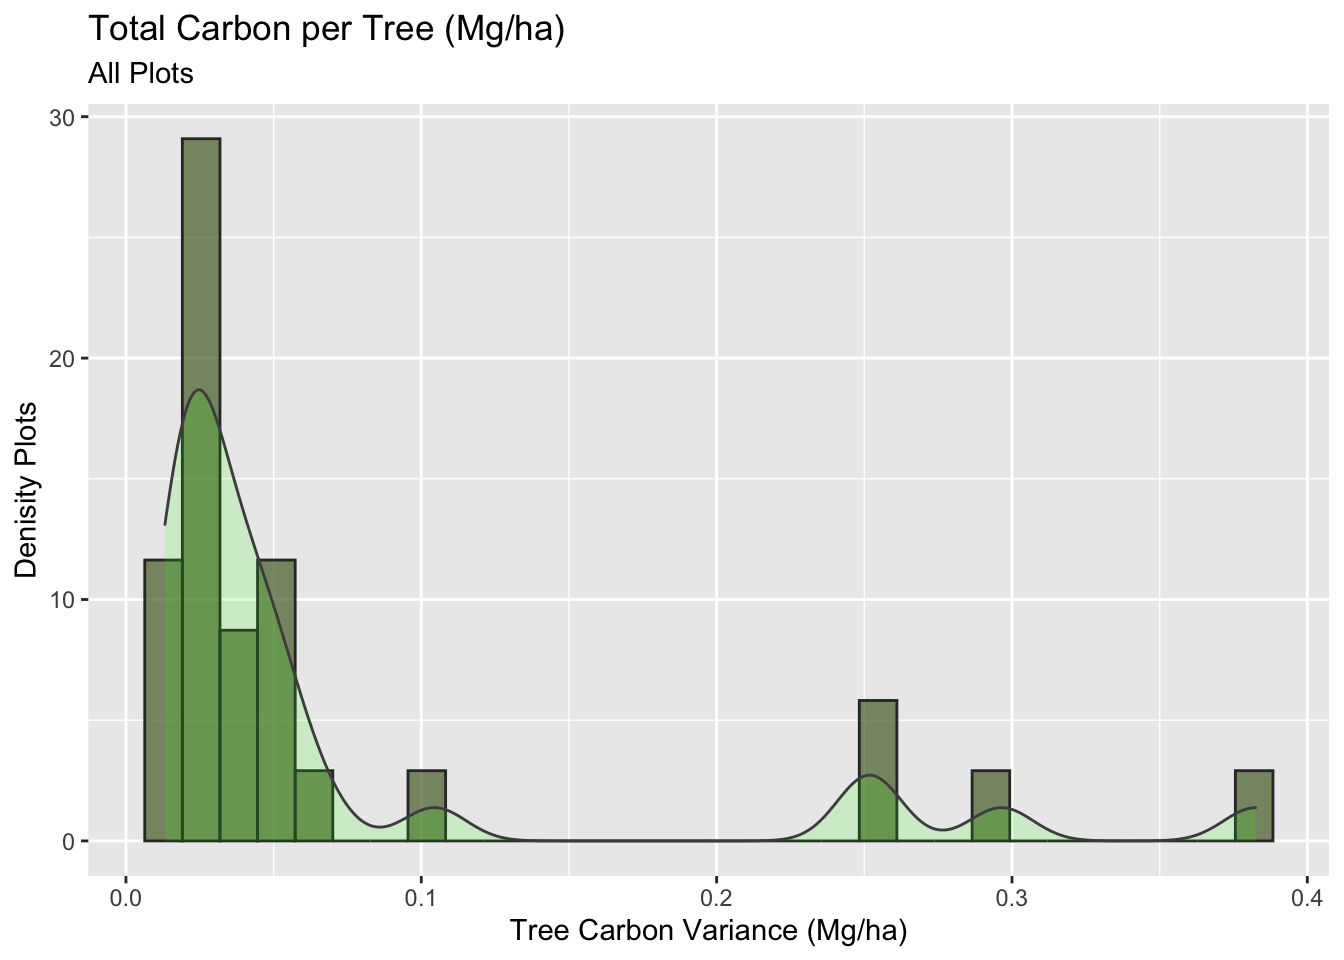 Total Carbon per Tree (Mg/ha)
All Plots
30
20
10
0
Denisity Plots
0.0 0.1 0.2 0.3 0.4
Tree Carbon Variance (Mg/ha)